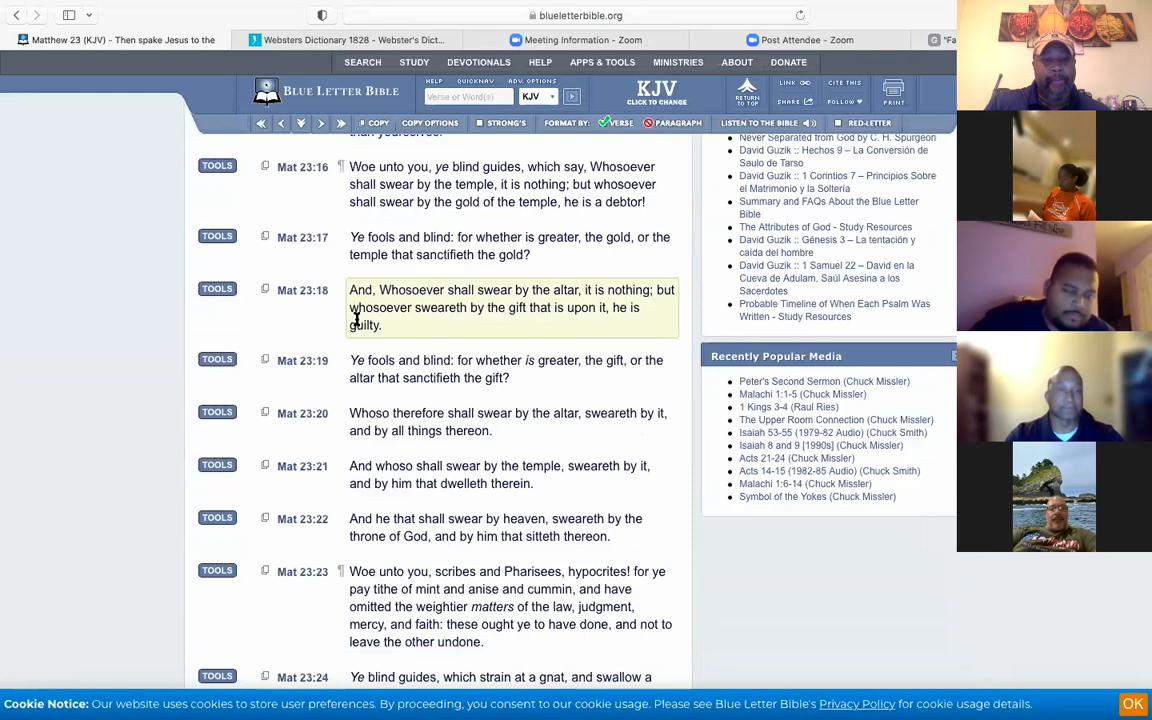 blueletterbible.org
Matthew 23 (KJV) - Then spake Jesus to the
Websters Dictionary 1828 - Webster's Dict...
Meeting Information - Zoom
Post Attendee - Zoom
SEARCH STUDY DEVOTIONALS HELP APPS & TOOLS MINISTRIES ABOUT DONATE
BLUE LETTER BIBLE
HELP QUICKNAV ADV. OPTIONS
Verse or Word(s) KJV
KJV
CLICK TO CHANGE
RETURN TO TOP
LINK CITE THIS
SHARE FOLLOW
PRINT
COPY COPY OPTIONS STRONG'S FORMAT BY: VERSE PARAGRAPH LISTEN TO THE BIBLE RED-LETTER
than yourselves.
TOOLS Mat 23:16 ¶ Woe unto you, ye blind guides, which say, Whosoever
shall swear by the temple, it is nothing; but whosoever
shall swear by the gold of the temple, he is a debtor!
TOOLS Mat 23:17 Ye fools and blind: for whether is greater, the gold, or the
temple that sanctifieth the gold?
TOOLS Mat 23:18 And, Whosoever shall swear by the altar, it is nothing; but
whosoever sweareth by the gift that is upon it, he is
guilty.
TOOLS Mat 23:19 Ye fools and blind: for whether is greater, the gift, or the
altar that sanctifieth the gift?
TOOLS Mat 23:20 Whoso therefore shall swear by the altar, sweareth by it,
and by all things thereon.
TOOLS Mat 23:21 And whoso shall swear by the temple, sweareth by it,
and by him that dwelleth therein.
TOOLS Mat 23:22 And he that shall swear by heaven, sweareth by the
throne of God, and by him that sitteth thereon.
TOOLS Mat 23:23 ¶ Woe unto you, scribes and Pharisees, hypocrites! for ye
pay tithe of mint and anise and cummin, and have
omitted the weightier matters of the law, judgment,
mercy, and faith: these ought ye to have done, and not to
leave the other undone.
TOOLS Mat 23:24 Ye blind guides, which strain at a gnat, and swallow a
Never Separated from God by C. H. Spurgeon
David Guzik :: Hechos 9 – La Conversión de
Saulo de Tarso
David Guzik :: 1 Corintios 7 – Principios Sobre
el Matrimonio y la Soltería
Summary and FAQs About the Blue Letter
Bible
The Attributes of God - Study Resources
David Guzik :: Génesis 3 – La tentación y
caída del hombre
David Guzik :: 1 Samuel 22 – David en la
Cueva de Adulam, Saúl Asesina a los
Sacerdotes
Probable Timeline of When Each Psalm Was
Written - Study Resources
Recently Popular Media
Peter's Second Sermon (Chuck Missler)
Malachi 1:1-5 (Chuck Missler)
1 Kings 3-4 (Raul Ries)
The Upper Room Connection (Chuck Missler)
Isaiah 53-55 (1979-82 Audio) (Chuck Smith)
Isaiah 8 and 9 [1990s] (Chuck Missler)
Acts 21-24 (Chuck Missler)
Acts 14-15 (1982-85 Audio) (Chuck Smith)
Malachi 1:6-14 (Chuck Missler)
Symbol of the Yokes (Chuck Missler)
Cookie Notice: Our website uses cookies to store user preferences. By proceeding, you consent to our cookie usage. Please see Blue Letter Bible's Privacy Policy for cookie usage details. OK